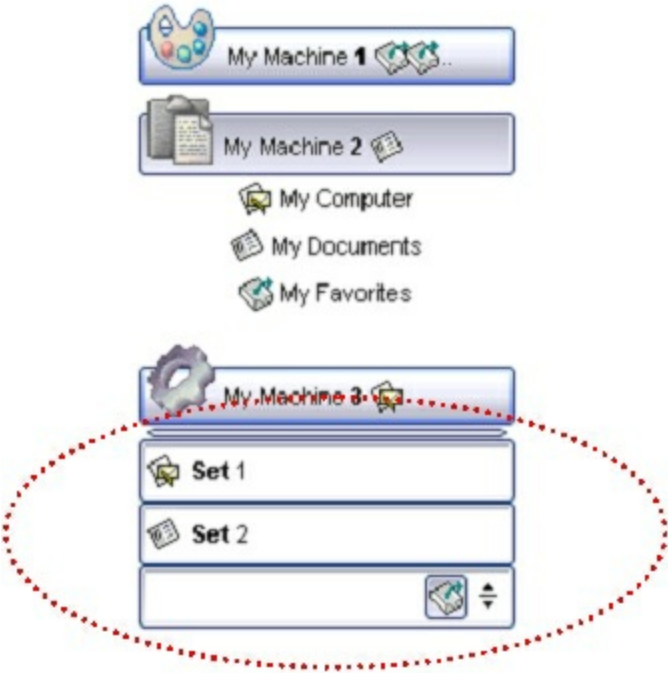 My Machine 1 ..
My Machine 2
My Computer
My Documents
My Favorites
My Machine 3
Set 1
Set 2